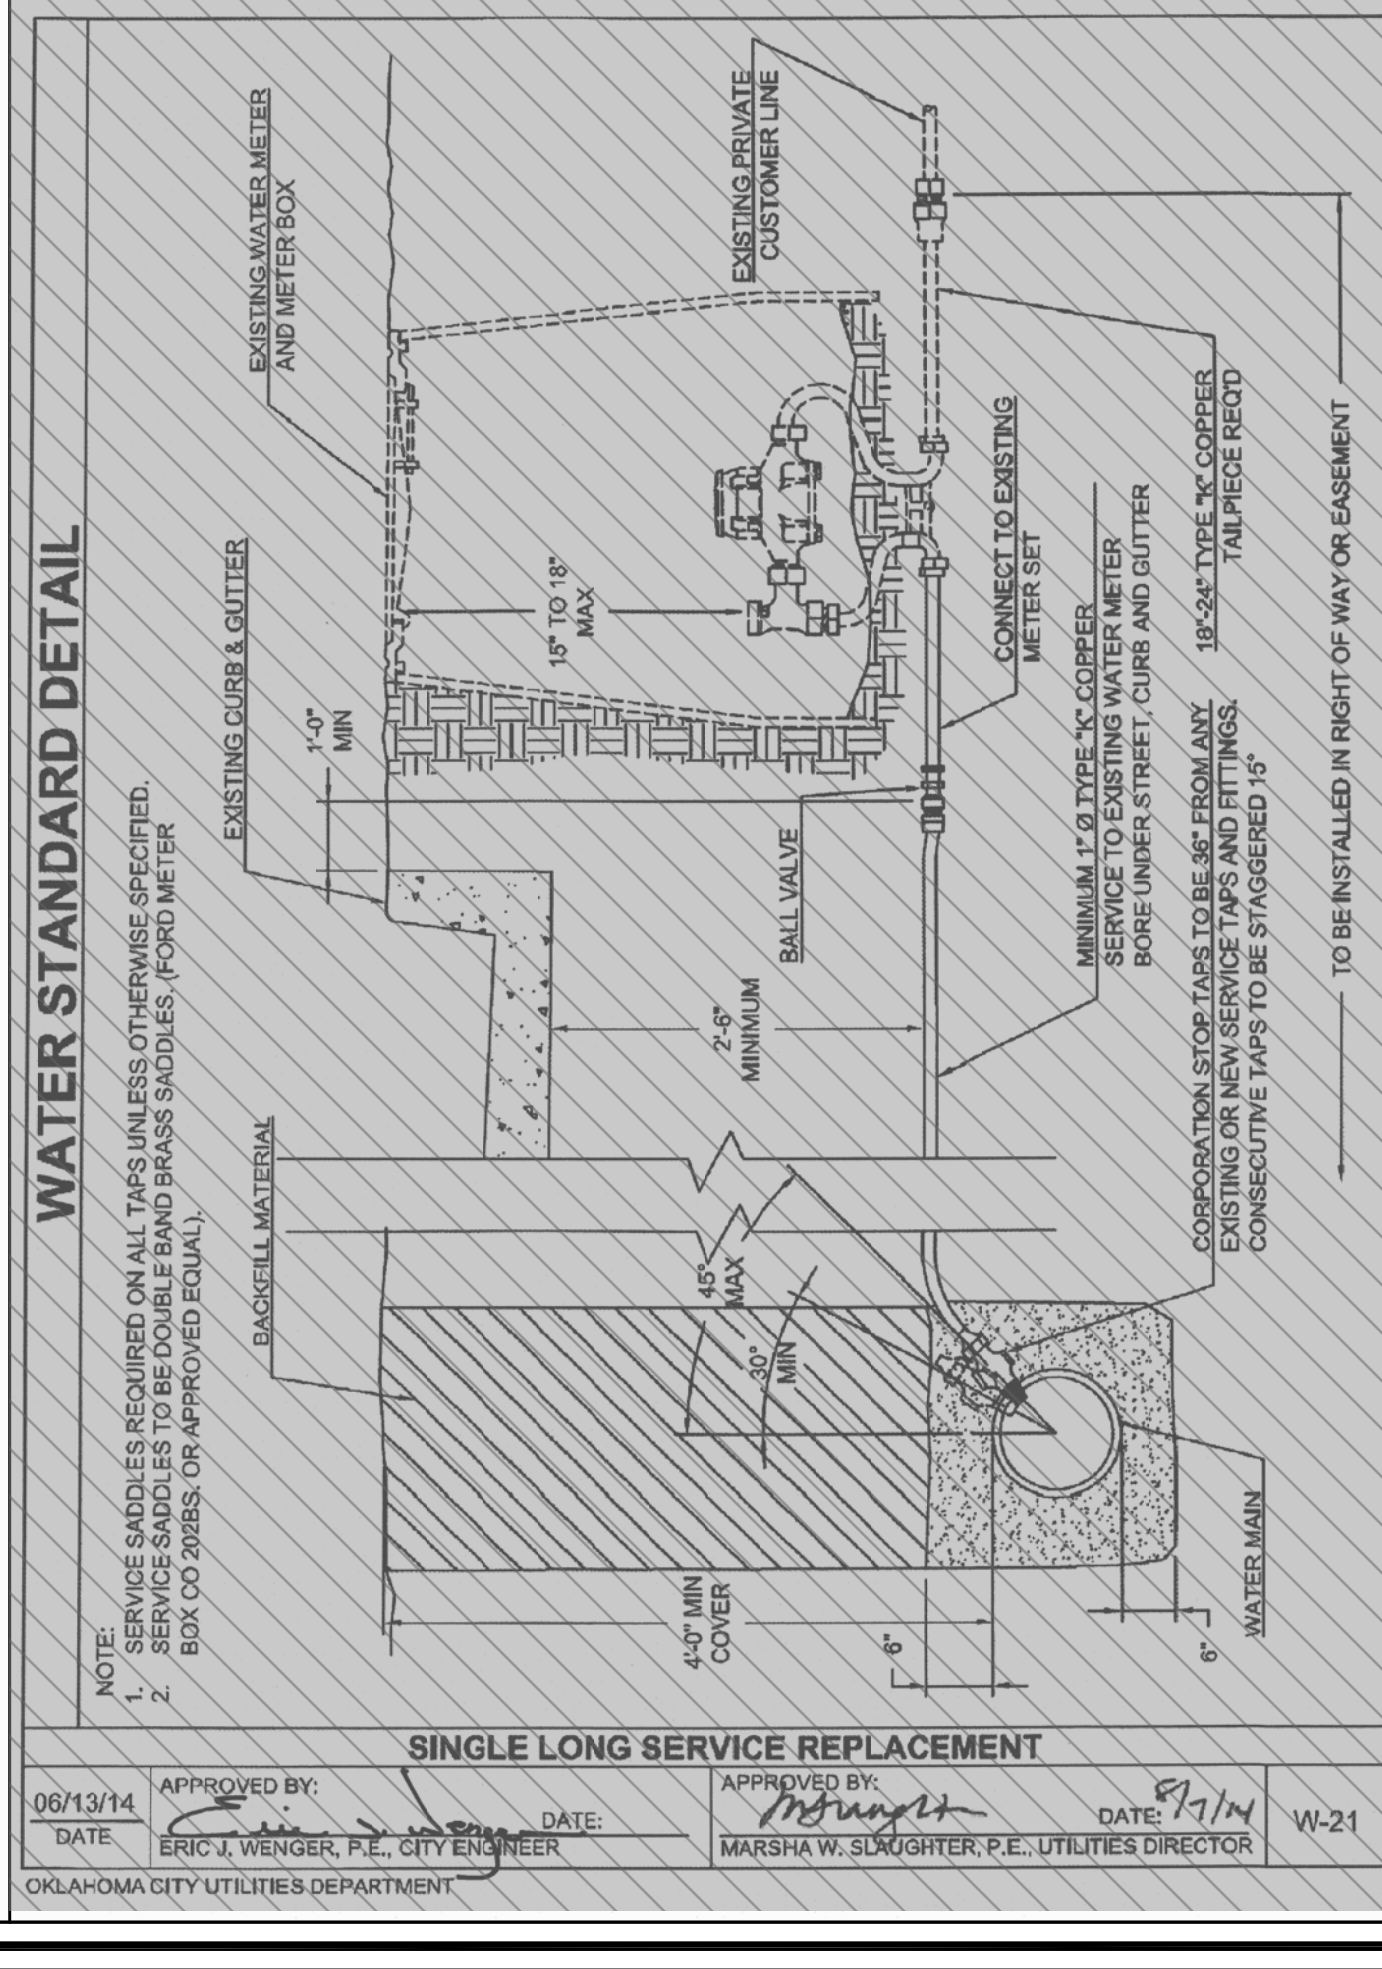 WATER STANDARD DETAIL
NOTE:
1. SERVICE SADDLES REQUIRED ON ALL TAPS UNLESS OTHERWISE SPECIFIED.
2. SERVICE SADDLES TO BE DOUBLE BAND BRASS SADDLES. (FORD METER
BOX CO 202BS. OR APPROVED EQUAL).
BACKFILL MATERIAL
EXISTING CURB & GUTTER
EXISTING WATER METER
AND METER BOX
1'-0"
MIN
15" TO 18"
MAX
EXISTING PRIVATE
CUSTOMER LINE
2'-6"
MINIMUM
BALL VALVE
45°
MAX
30°
MIN
4'-0" MIN
COVER
6"
6"
WATER MAIN
CONNECT TO EXISTING
METER SET
MINIMUM 1" Ø TYPE "K" COPPER
SERVICE TO EXISTING WATER METER
BORE UNDER STREET, CURB AND GUTTER
CORPORATION STOP TAPS TO BE 36" FROM ANY
EXISTING OR NEW SERVICE TAPS AND FITTINGS.
CONSECUTIVE TAPS TO BE STAGGERED 15°
18"-24" TYPE "K" COPPER
TAILPIECE REQ'D
TO BE INSTALLED IN RIGHT OF WAY OR EASEMENT
SINGLE LONG SERVICE REPLACEMENT
06/13/14
DATE
APPROVED BY:
DATE:
ERIC J. WENGER, P.E., CITY ENGINEER
APPROVED BY:
DATE: 8/7/14
MARSHA W. SLAUGHTER, P.E., UTILITIES DIRECTOR
W-21
OKLAHOMA CITY UTILITIES DEPARTMENT